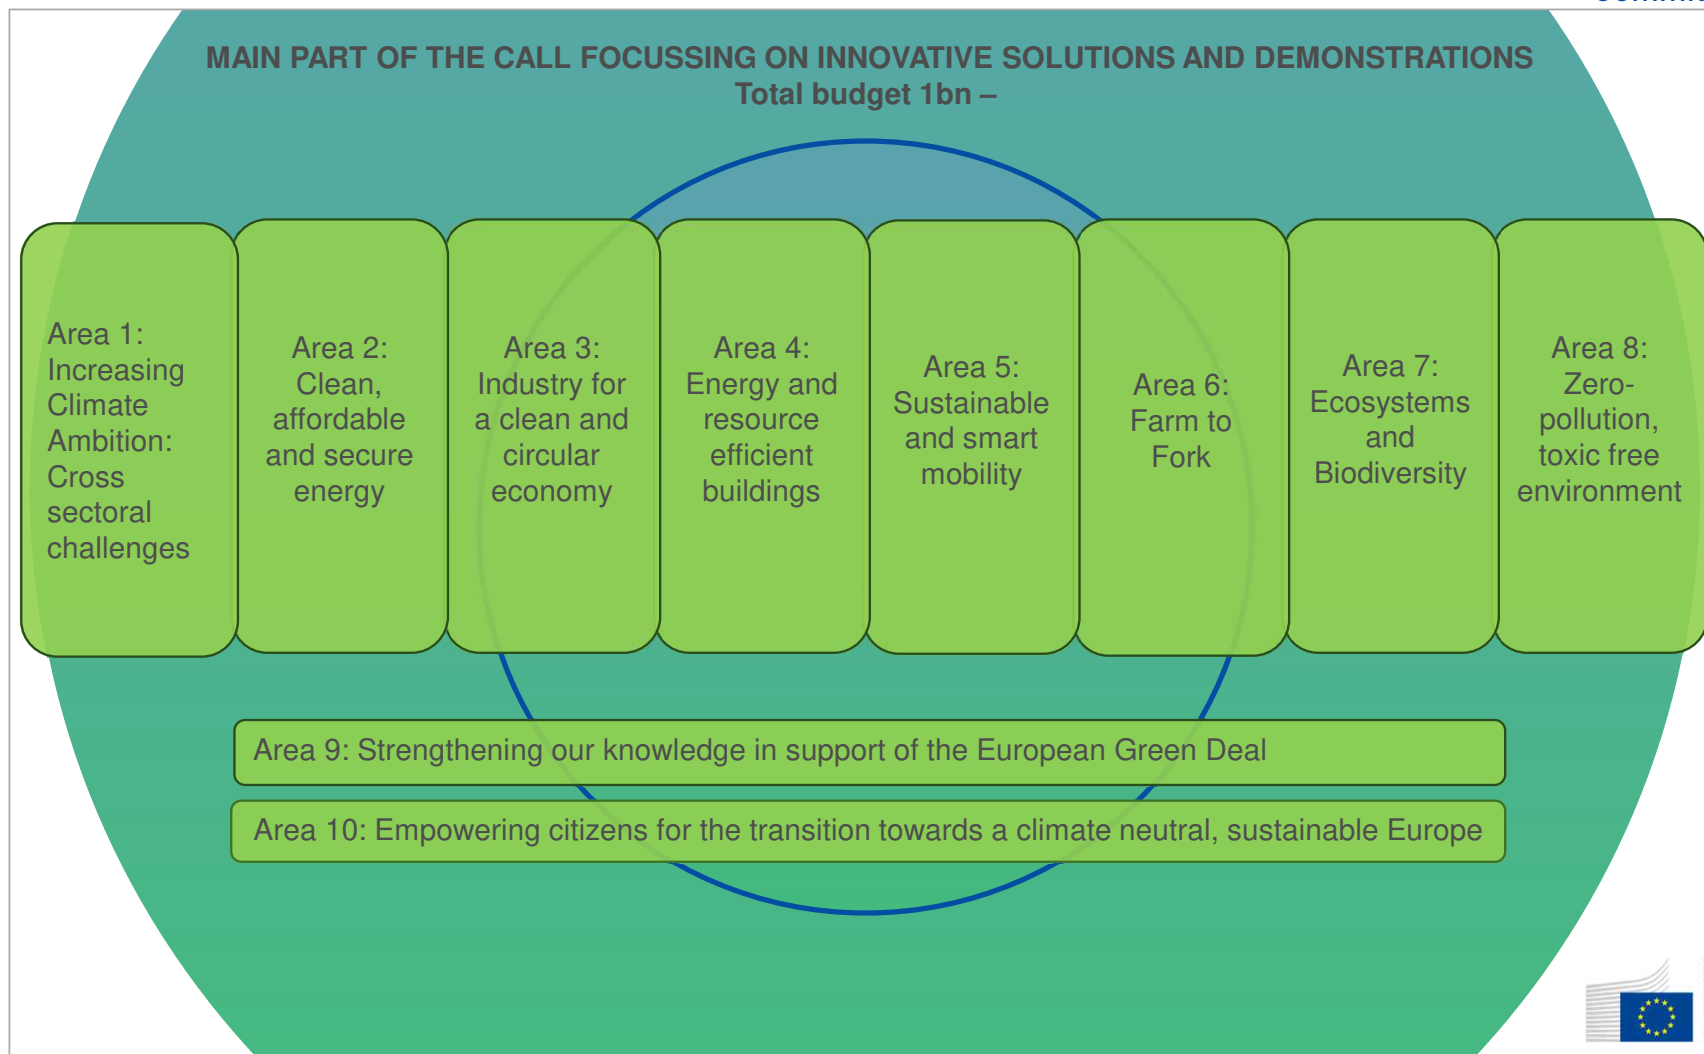 MAIN PART OF THE CALL FOCUSSING ON INNOVATIVE SOLUTIONS AND DEMONSTRATIONS
Total budget 1bn –
Area 1:
Increasing
Climate
Ambition:
Cross
sectoral
challenges
Area 2:
Clean,
affordable
and secure
energy
Area 3:
Industry for
a clean and
circular
economy
Area 4:
Energy and
resource
efficient
buildings
Area 5:
Sustainable
and smart
mobility
Area 6:
Farm to
Fork
Area 7:
Ecosystems
and
Biodiversity
Area 8:
Zero-
pollution,
toxic free
environment
Area 9: Strengthening our knowledge in support of the European Green Deal
Area 10: Empowering citizens for the transition towards a climate neutral, sustainable Europe